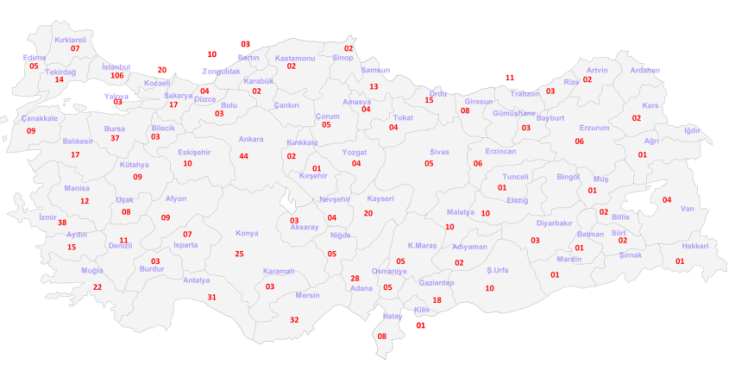 Kırklareli
07
Edirne
05
Tekirdağ
14
İstanbul
106
Kocaeli
20
Yalova
03
Sakarya
17
Düzce
04
Zonguldak
10
Bartın
03
Karabük
02
Kastamonu
02
Sinop
02
Samsun
13
Bolu
03
Çankırı
Çorum
05
Amasya
04
Tokat
04
Ordu
15
Giresun
08
Gümüşhane
03
Trabzon
11
Rize
03
Artvin
02
Ardahan
Bayburt
Kars
02
Iğdır
Erzurum
06
Ağrı
01
Çanakkale
09
Balıkesir
17
Bursa
37
Bilecik
03
Kütahya
09
Eskişehir
10
Ankara
44
Kırıkkale
02
Kırşehir
01
Yozgat
04
Sivas
05
Erzincan
06
Tunceli
01
Bingöl
Muş
01
Elazığ
10
Van
04
Bitlis
02
Manisa
12
Uşak
08
Afyon
09
İzmir
38
Aydın
15
Denizli
11
Isparta
07
Burdur
03
Muğla
22
Antalya
31
Konya
25
Aksaray
03
Nevşehir
04
Niğde
05
Kayseri
20
Malatya
10
K.Maraş
05
Adıyaman
02
Diyarbakır
03
Batman
01
Siirt
02
Mardin
01
Şırnak
Hakkari
01
Karaman
03
Mersin
32
Adana
28
Osmaniye
05
Gaziantep
18
Ş.Urfa
10
Hatay
08
Kilis
01